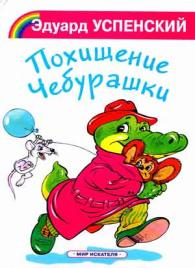 Эдуард УСПЕНСКИЙ
Похищение
Чебурашки
МИР ИСКАТЕЛЯ